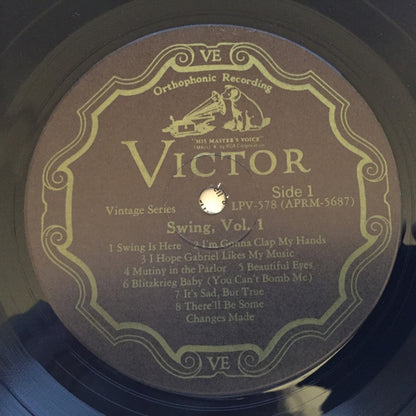 VE
Orthophonic Recording
"HIS MASTER'S VOICE"
VICTOR
Side 1
Vintage Series
LPV-578 (APRM-5687)
Swing, Vol. 1
1 Swing Is Here 2 I'm Gonna Clap My Hands
3 I Hope Gabriel Likes My Music
4 Mutiny in the Parlor 5 Beautiful Eyes
6 Blitzkrieg Baby (You Can't Bomb Me)
7 It's Sad, But True
8 There'll Be Some
Changes Made
VE